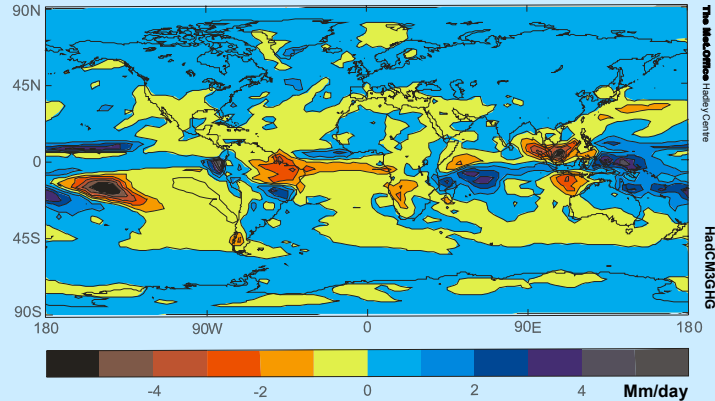 90N
45N
0
45S
90S
180
90W
0
90E
180
-4
-2
0
2
4
Mm/day
The Met.Office Hadley Centre
HadCM3GHG